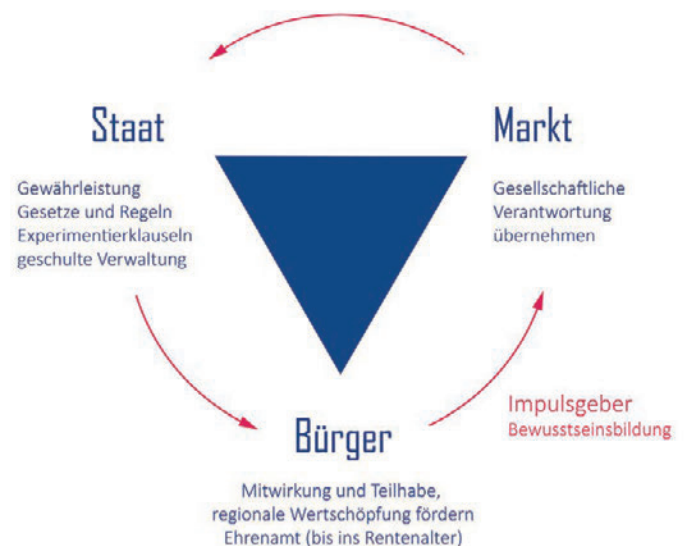 Staat
Markt
Gewährleistung
Gesetze und Regeln
Experimentierklauseln
geschulte Verwaltung
Gesellschaftliche
Verantwortung
übernehmen
Impulsgeber
Bewusstseinsbildung
Bürger
Mitwirkung und Teilhabe,
regionale Wertschöpfung fördern
Ehrenamt (bis ins Rentenalter)